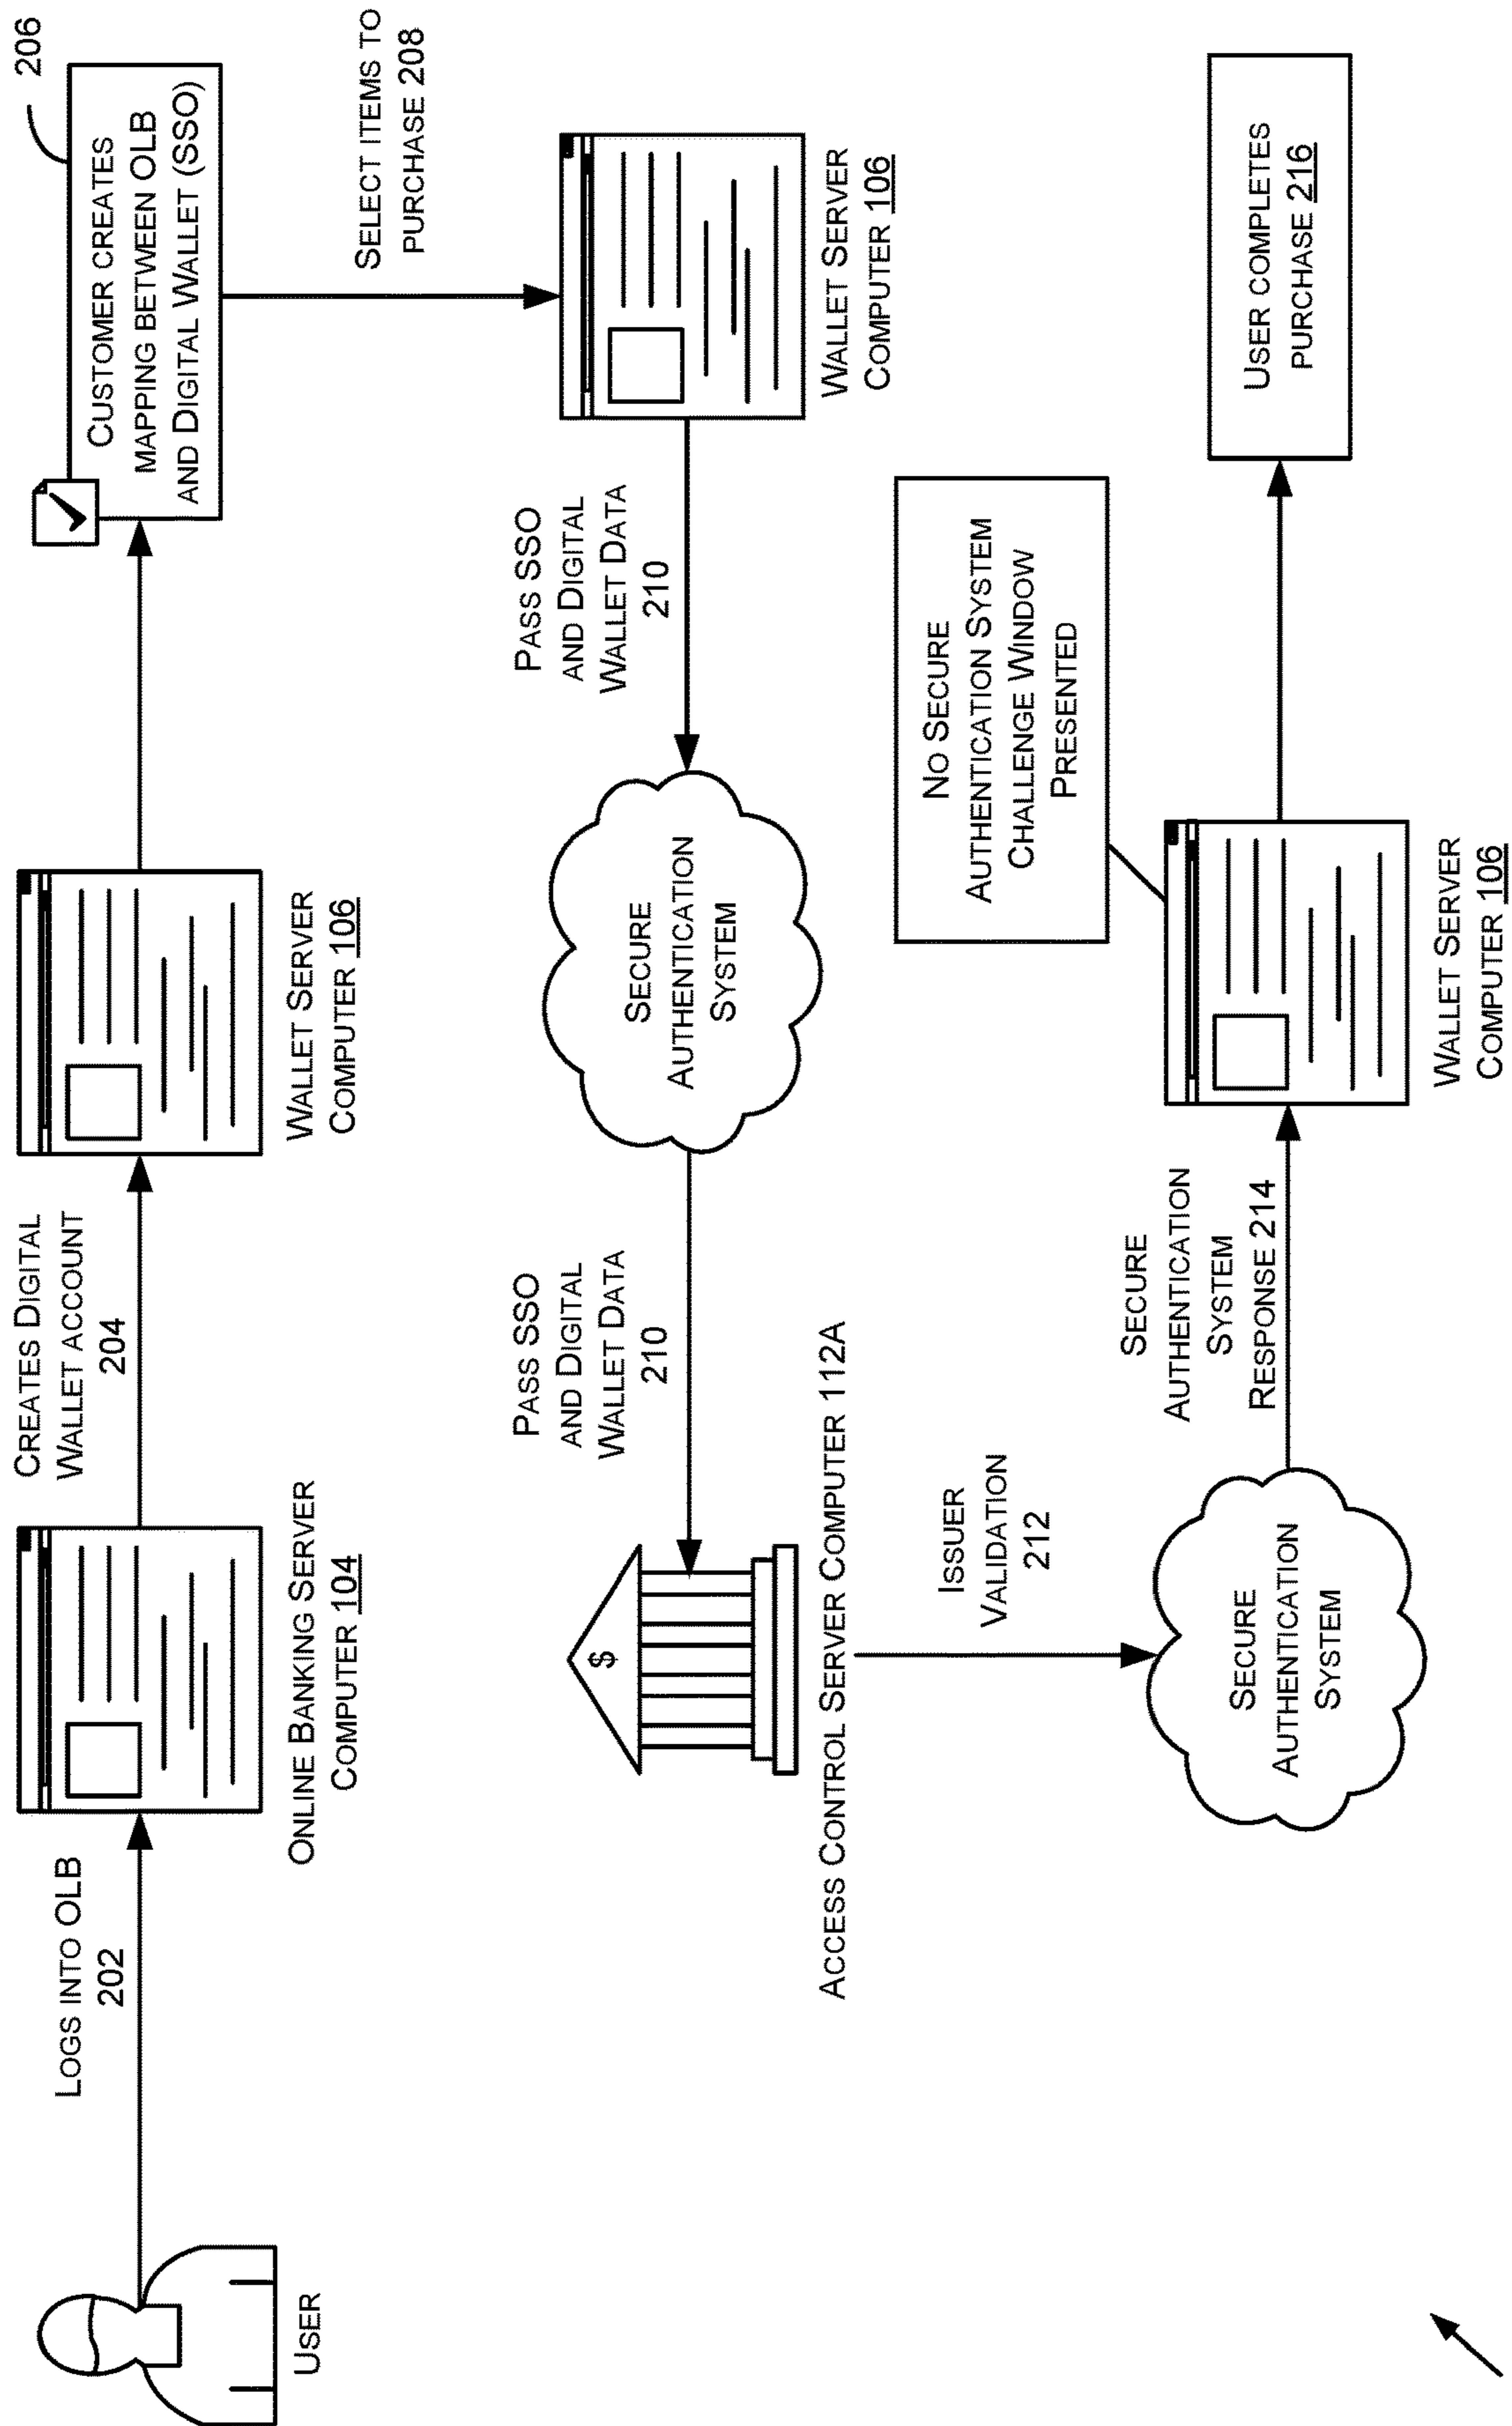 LOGS INTO OLB
202
USER
ONLINE BANKING SERVER
COMPUTER 104
CREATES DIGITAL
WALLET ACCOUNT
204
WALLET SERVER
COMPUTER 106
206
CUSTOMER CREATES
MAPPING BETWEEN OLB
AND DIGITAL WALLET (SSO)
SELECT ITEMS TO
PURCHASE 208
WALLET SERVER
COMPUTER 106
PASS SSO
AND DIGITAL
WALLET DATA
210
SECURE
AUTHENTICATION
SYSTEM
PASS SSO
AND DIGITAL
WALLET DATA
210
$
ACCESS CONTROL SERVER COMPUTER 112A
ISSUER
VALIDATION
212
SECURE
AUTHENTICATION
SYSTEM
SECURE
AUTHENTICATION
SYSTEM
RESPONSE 214
WALLET SERVER
COMPUTER 106
NO SECURE
AUTHENTICATION SYSTEM
CHALLENGE WINDOW
PRESENTED
USER COMPLETES
PURCHASE 216